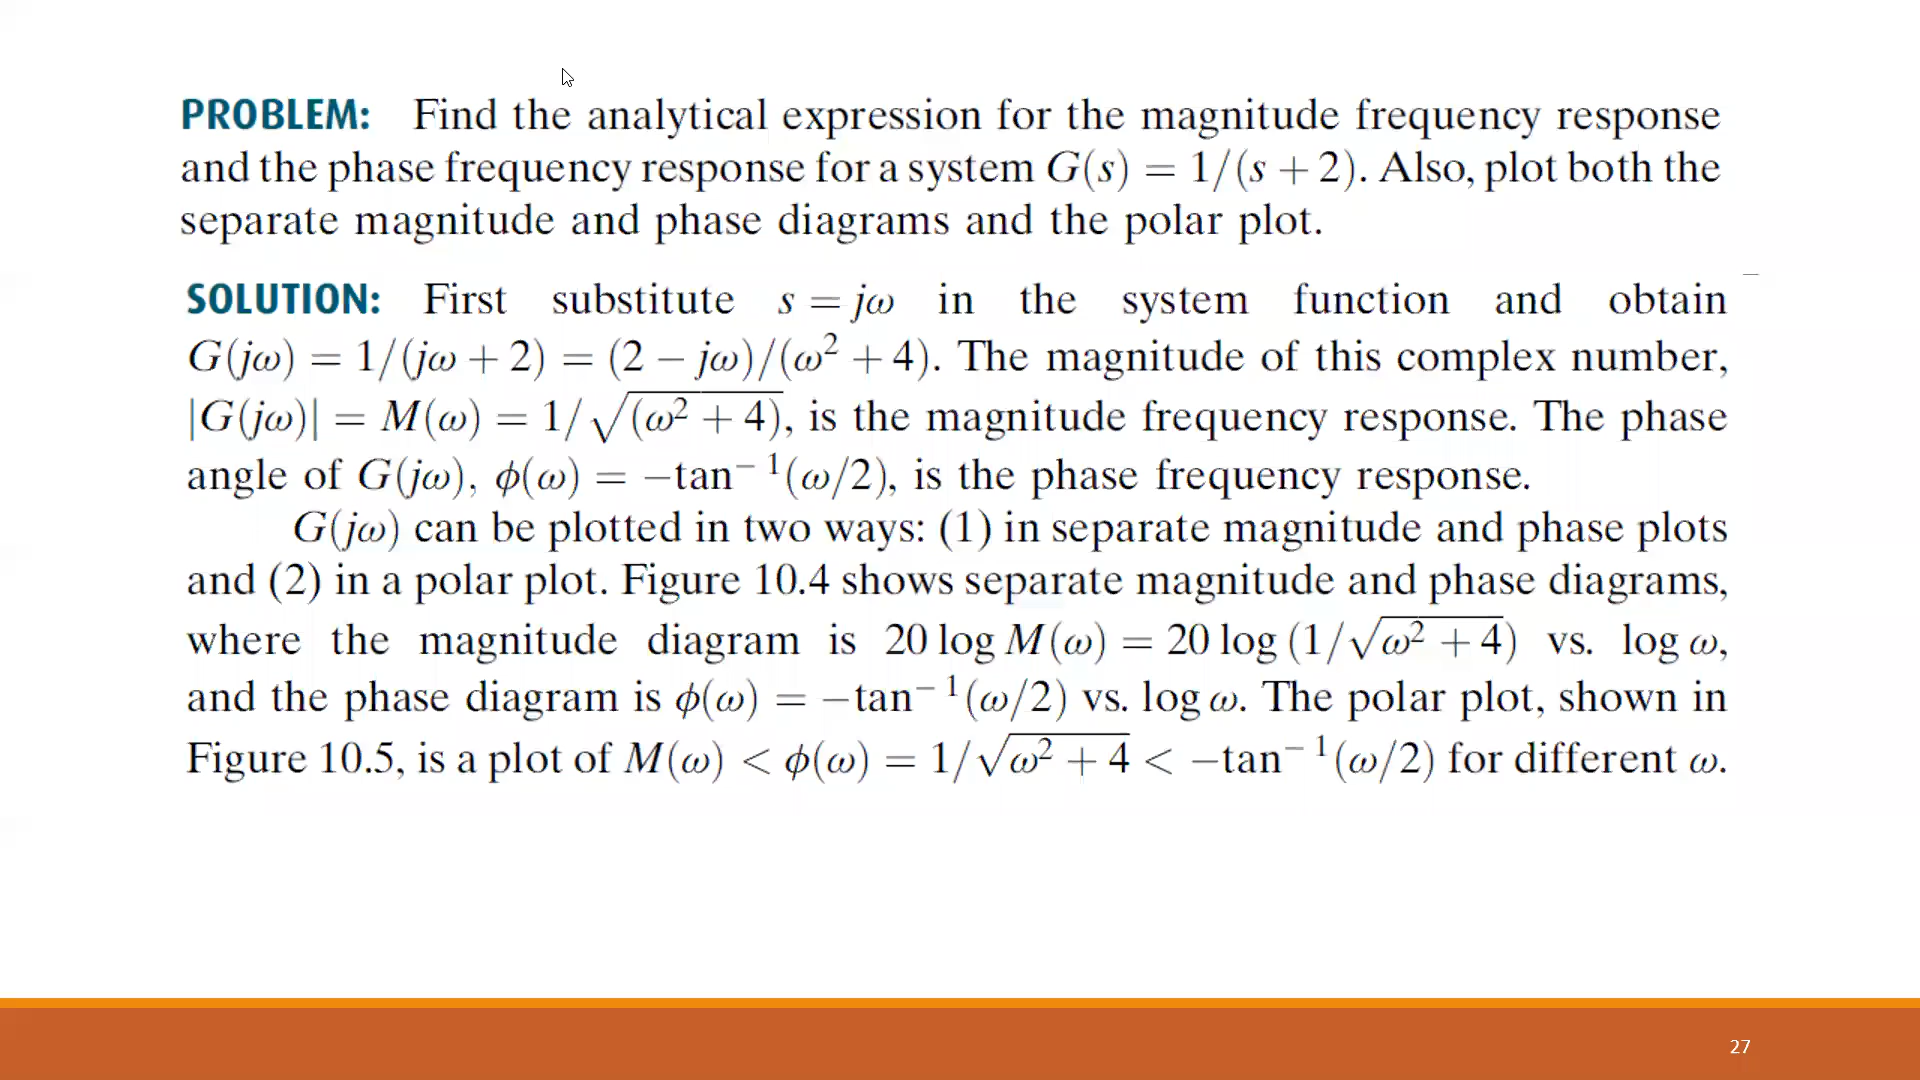 PROBLEM: Find the analytical expression for the magnitude frequency response
and the phase frequency response for a system G(s) = 1/(s + 2). Also, plot both the
separate magnitude and phase diagrams and the polar plot.
SOLUTION: First substitute s = jω in the system function and obtain
G(jω) = 1/(jω + 2) = (2 − jω)/(ω² + 4). The magnitude of this complex number,
|G(jω)| = M(ω) = 1/√(ω² + 4), is the magnitude frequency response. The phase
angle of G(jω), ϕ(ω) = −tan⁻¹(ω/2), is the phase frequency response.
G(jω) can be plotted in two ways: (1) in separate magnitude and phase plots
and (2) in a polar plot. Figure 10.4 shows separate magnitude and phase diagrams,
where the magnitude diagram is 20 log M(ω) = 20 log (1/√ω² + 4) vs. log ω,
and the phase diagram is ϕ(ω) = −tan⁻¹(ω/2) vs. log ω. The polar plot, shown in
Figure 10.5, is a plot of M(ω) < ϕ(ω) = 1/√ω² + 4 < −tan⁻¹(ω/2) for different ω.
27